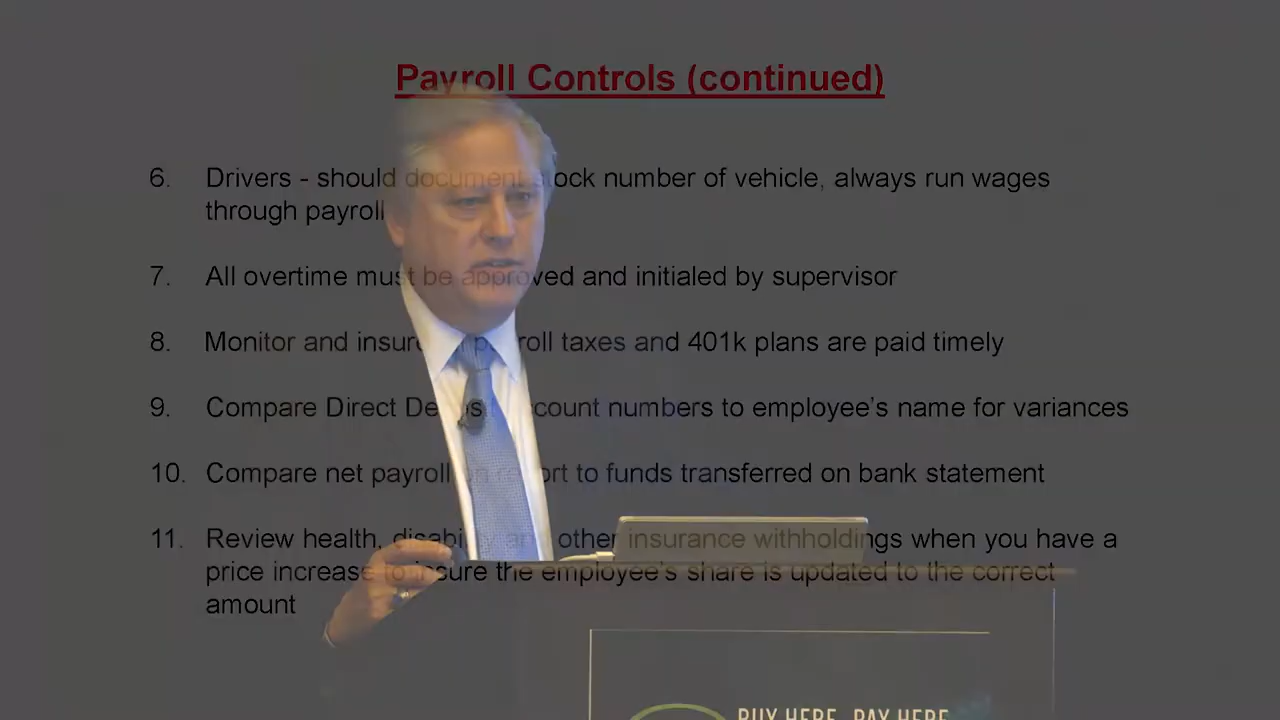 Payroll Controls (continued)
6. Drivers - should document stock number of vehicle, always run wages
through payroll
7. All overtime must be approved and initialed by supervisor
8. Monitor and insure payroll taxes and 401k plans are paid timely
9. Compare Direct Deposit account numbers to employee's name for variances
10. Compare net payroll on report to funds transferred on bank statement
11. Review health, disability and other insurance withholdings when you have a
price increase to insure the employee's share is updated to the correct
amount
BUY HERE, PAY HERE